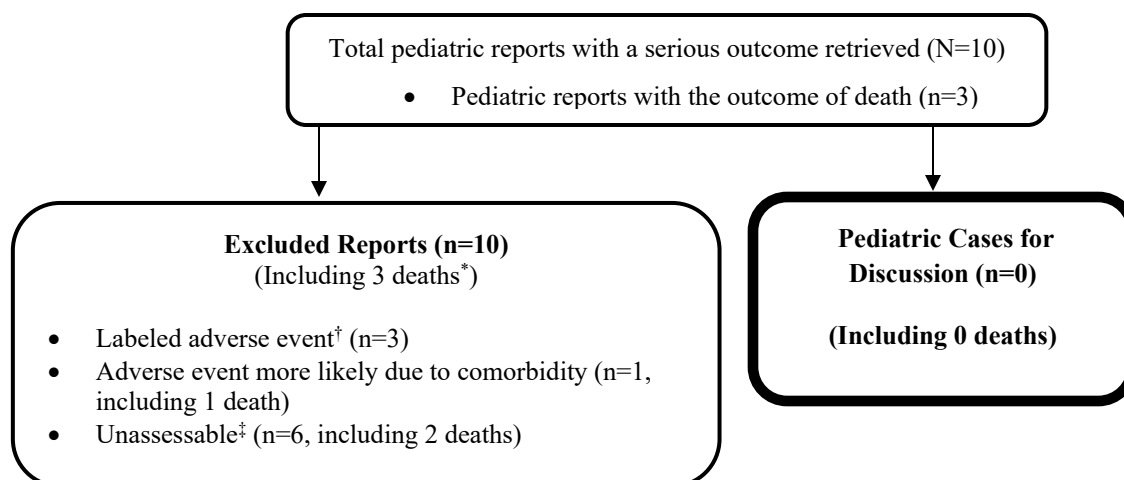 Total pediatric reports with a serious outcome retrieved (N=10)
• Pediatric reports with the outcome of death (n=3)
Excluded Reports (n=10)
(Including 3 deaths*)
• Labeled adverse event† (n=3)
• Adverse event more likely due to comorbidity (n=1,
including 1 death)
• Unassessable‡ (n=6, including 2 deaths)
Pediatric Cases for
Discussion (n=0)
(Including 0 deaths)